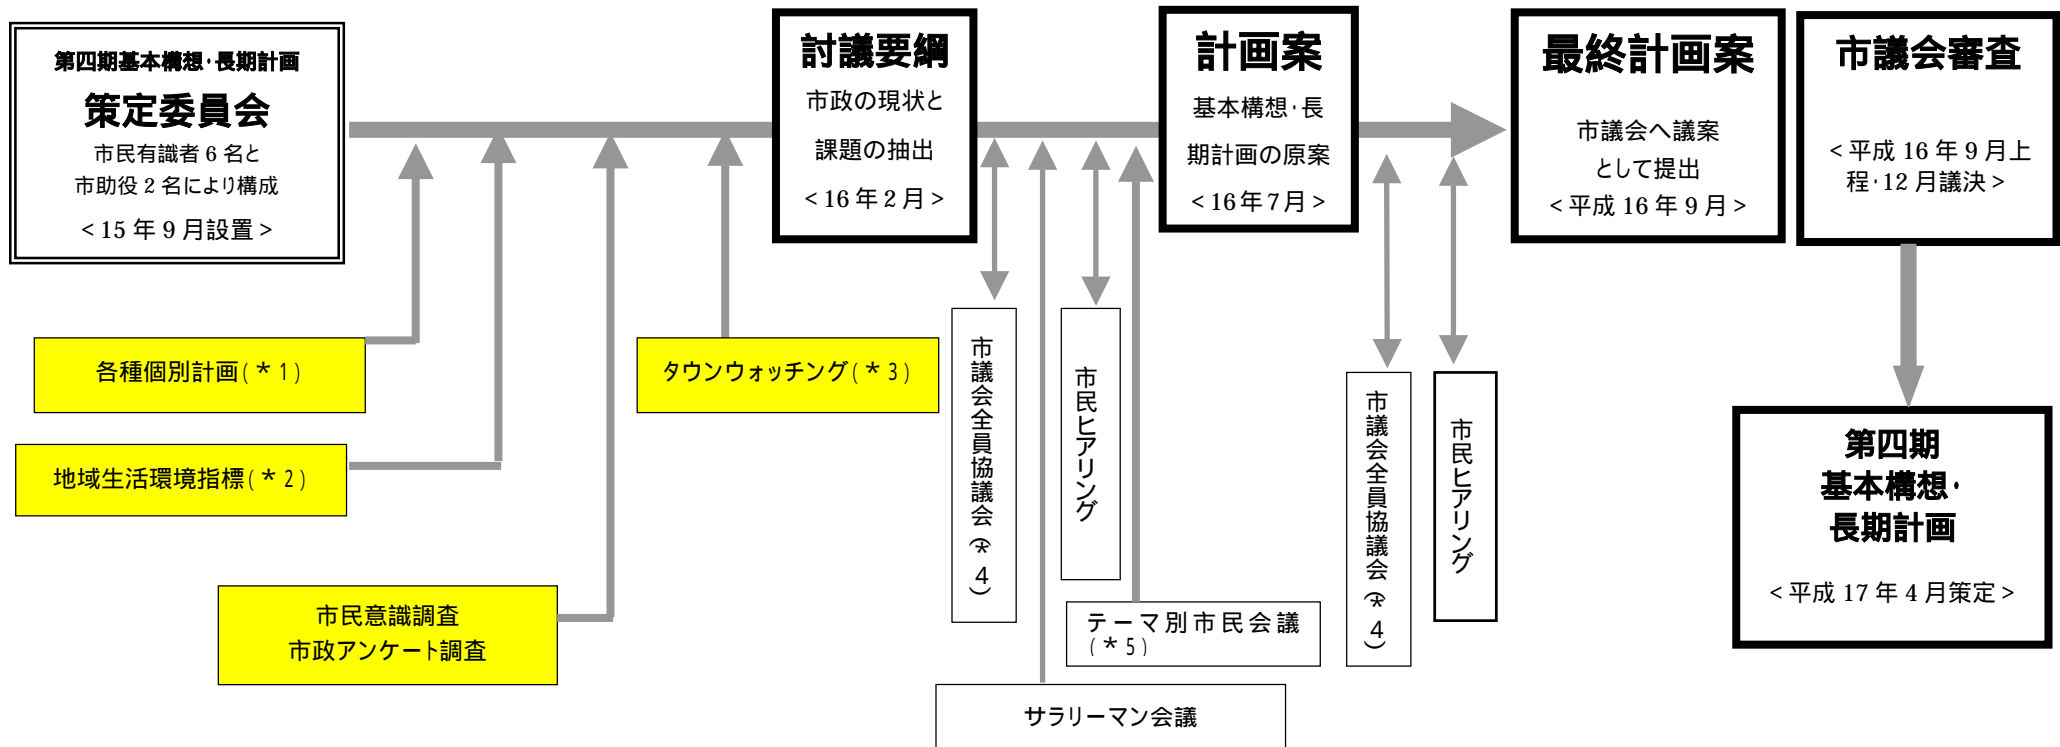 第四期基本構想・長期計画
策定委員会
市民有識者 6 名と
市助役 2 名により構成
< 15 年 9 月設置 >
討議要綱
市政の現状と
課題の抽出
< 16 年 2 月 >
計画案
基本構想・長
期計画の原案
< 16 年 7 月 >
最終計画案
市議会へ議案
として提出
< 平成 16 年 9 月 >
市議会審査
< 平成 16 年 9 月上
程・12 月議決 >
各種個別計画(＊1)
地域生活環境指標(＊2)
市民意識調査
市政アンケート調査
タウンウォッチング(＊3)
市議会全員協議会(＊4)
市民ヒアリング
テーマ別市民会議
(＊5)
サラリーマン会議
市議会全員協議会(＊4)
市民ヒアリング
第四期
基本構想・
長期計画
< 平成 17 年 4 月策定 >